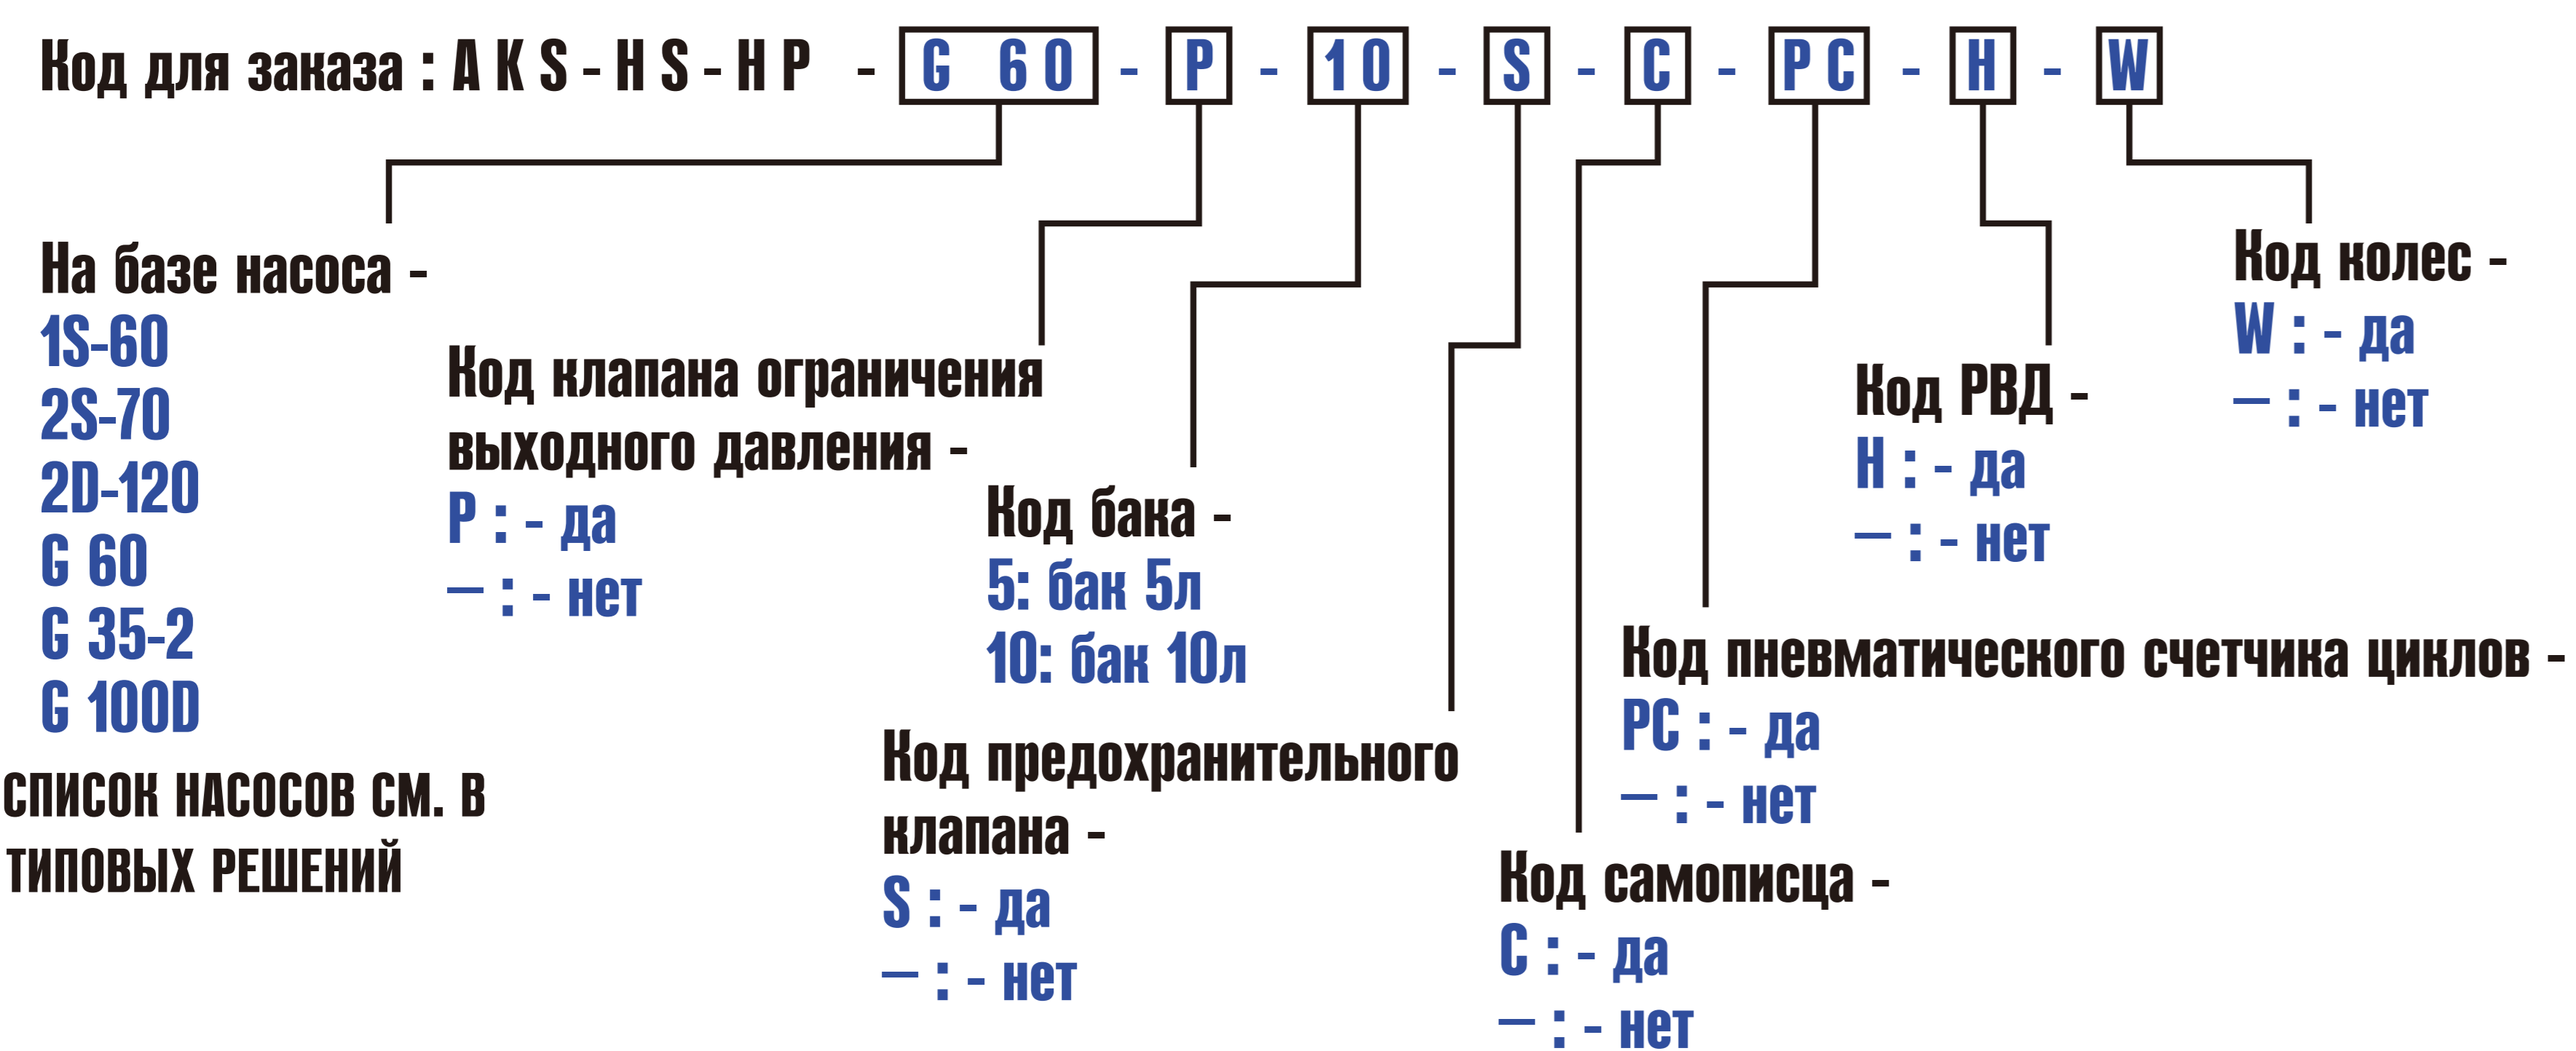 Код для заказа : AKS-HS-HP - G 60 - P - 10 - S - C - PC - H - W
На базе насоса -
1S-60
2S-70
2D-120
G 60
G 35-2
G 100D
СПИСОК НАСОСОВ СМ. В
ТИПОВЫХ РЕШЕНИЙ
Код клапана ограничения
выходного давления -
P : - да
— : - нет
Код бака -
5: бак 5л
10: бак 10л
Код предохранительного
клапана -
S : - да
— : - нет
Код самописца -
C : - да
— : - нет
Код пневматического счетчика циклов -
PC : - да
— : - нет
Код РВД -
H : - да
— : - нет
Код колес -
W : - да
— : - нет